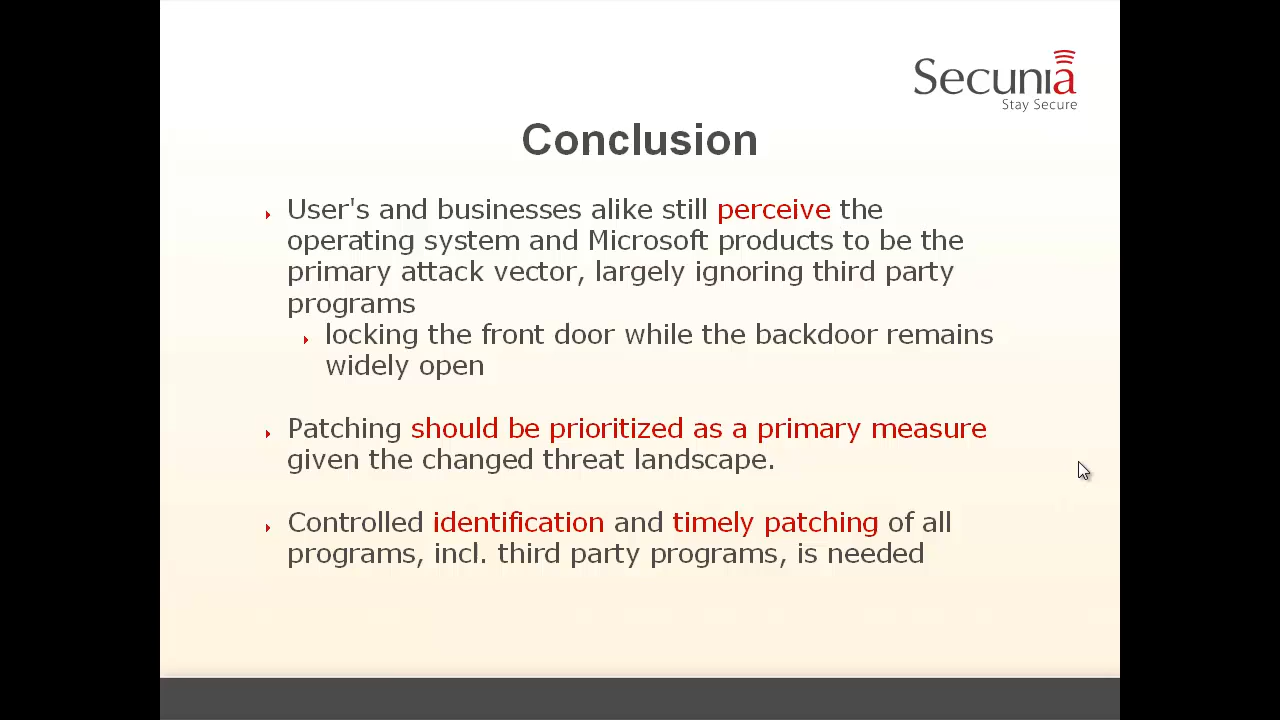 Secunia
Stay Secure
Conclusion
User's and businesses alike still perceive the
operating system and Microsoft products to be the
primary attack vector, largely ignoring third party
programs
locking the front door while the backdoor remains
widely open
Patching should be prioritized as a primary measure
given the changed threat landscape.
Controlled identification and timely patching of all
programs, incl. third party programs, is needed